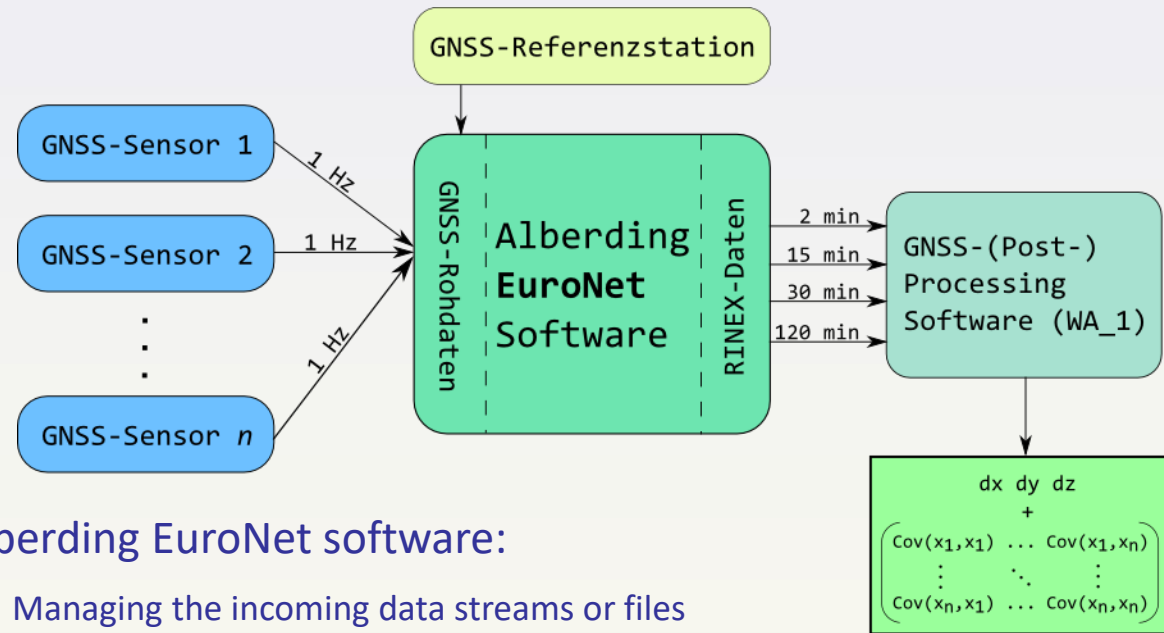 GNSS-Referenzstation
GNSS-Sensor 1
1 Hz
GNSS-Sensor 2
1 Hz
.
.
.
GNSS-Sensor n
1 Hz
GNSS-Rohdaten
Alberding
EuroNet
Software
RINEX-Daten
2 min
15 min
30 min
120 min
GNSS-(Post-)
Processing
Software (WA_1)
dx dy dz
+
Cov(x₁,x₁) ... Cov(x₁,xₙ)
⋮ ⋱ ⋮
Cov(xₙ,x₁) ... Cov(xₙ,xₙ)
berding EuroNet software:
Managing the incoming data streams or files